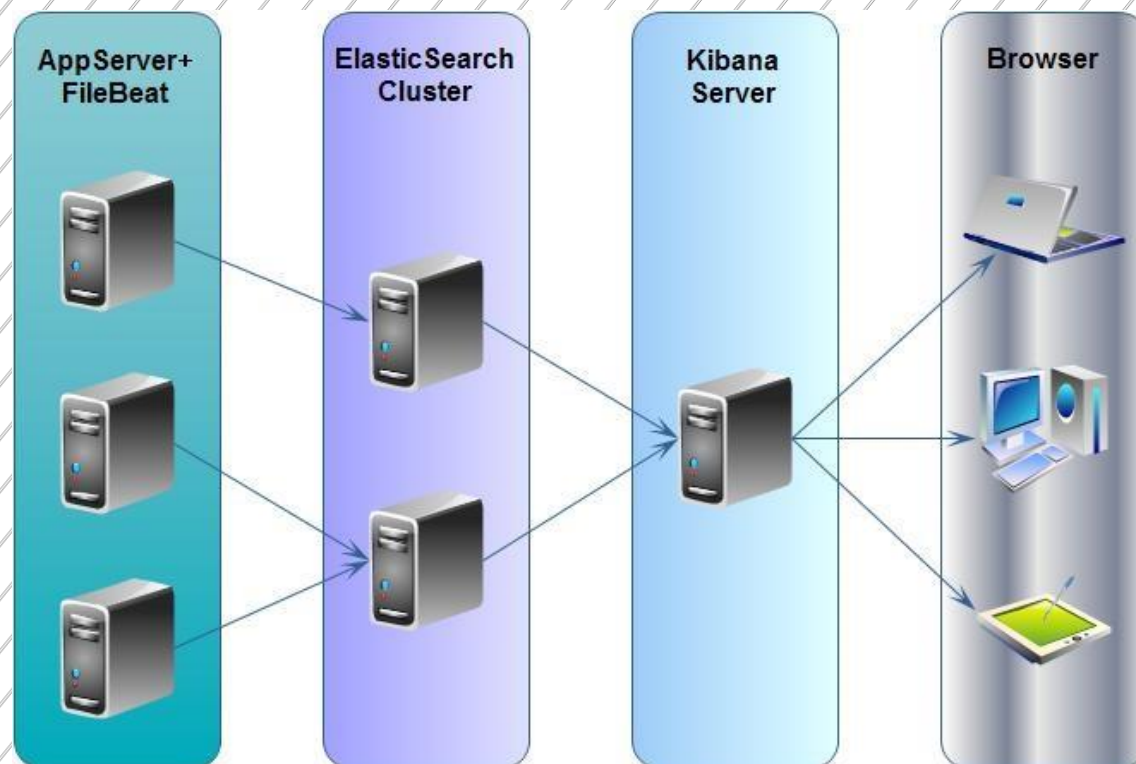 AppServer+
FileBeat
ElasticSearch
Cluster
Kibana
Server
Browser